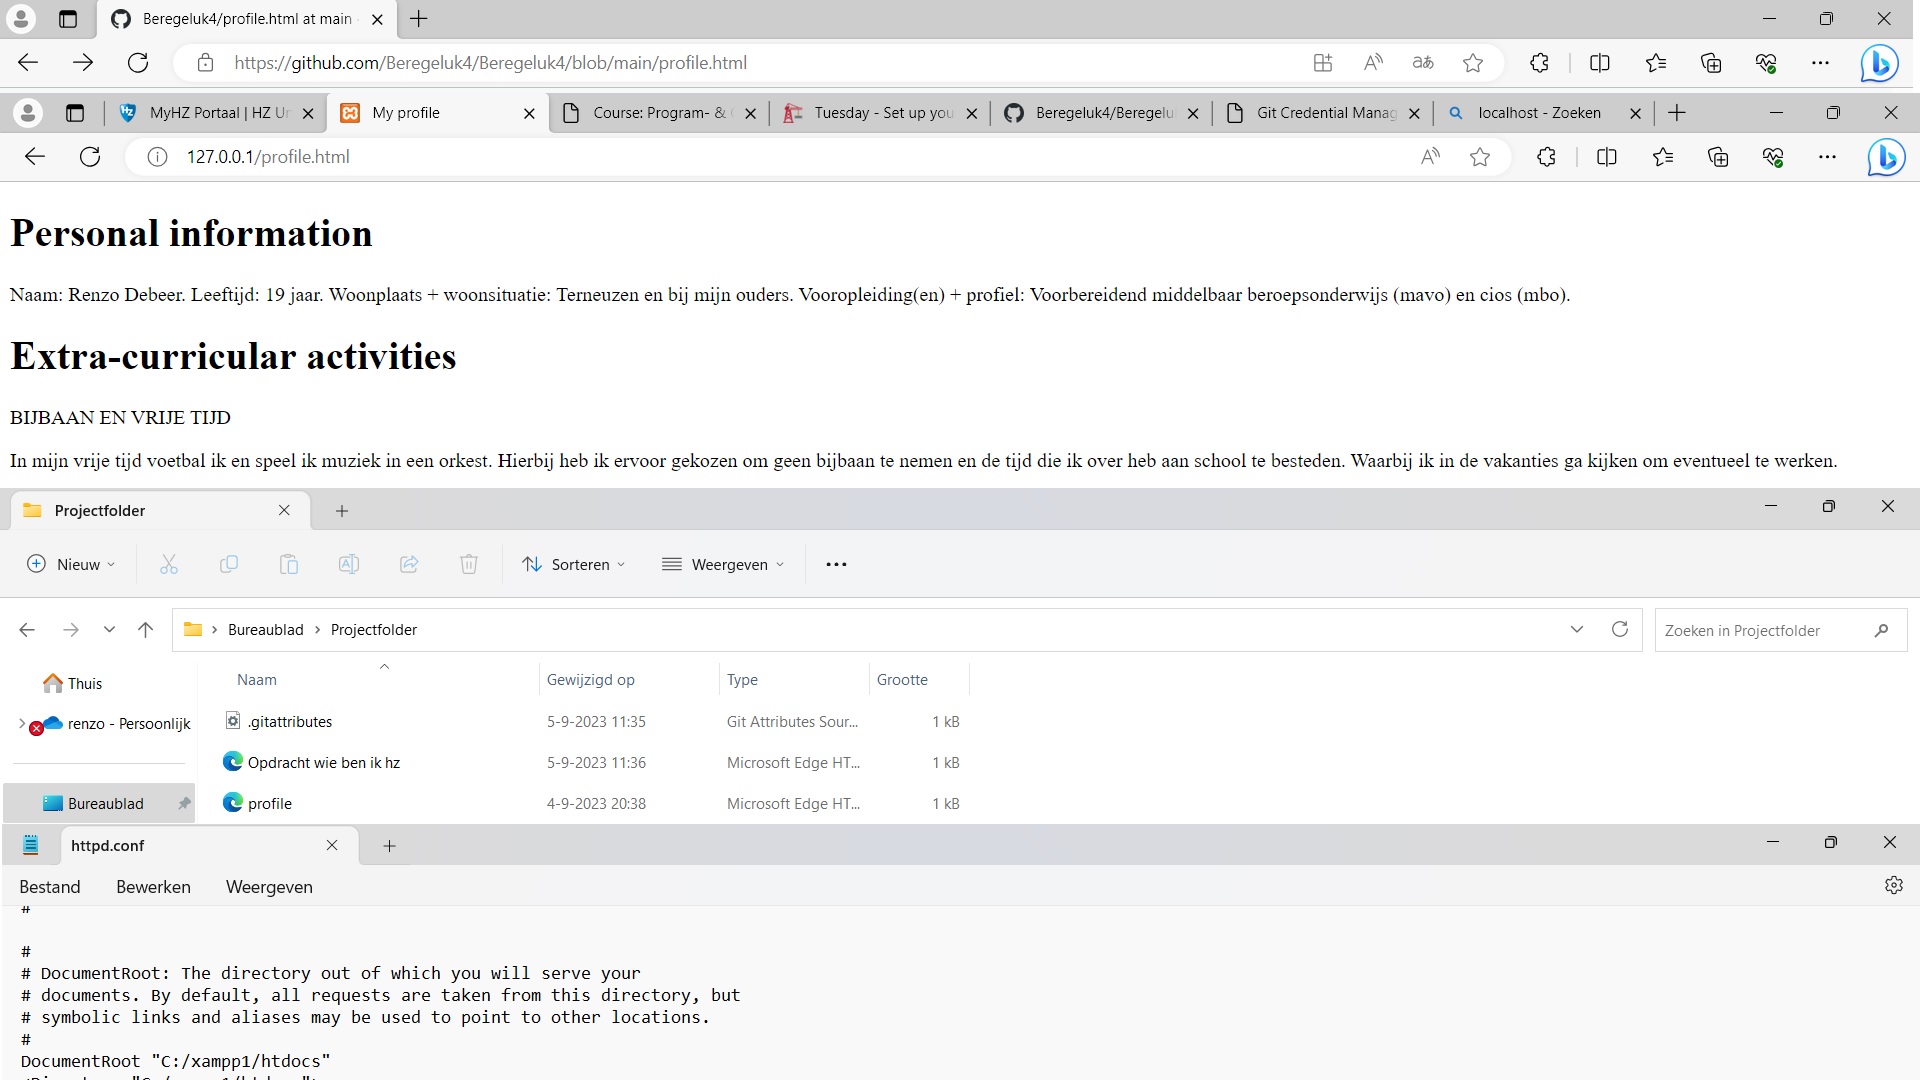 Beregeluk4/profile.html at main
https://github.com/Beregeluk4/Beregeluk4/blob/main/profile.html
MyHZ Portaal | HZ Un
My profile
Course: Program- &
Tuesday - Set up you
Beregeluk4/Beregeluk
Git Credential Manag
localhost - Zoeken
127.0.0.1/profile.html
Personal information
Naam: Renzo Debeer. Leeftijd: 19 jaar. Woonplaats + woonsituatie: Terneuzen en bij mijn ouders. Vooropleiding(en) + profiel: Voorbereidend middelbaar beroepsonderwijs (mavo) en cios (mbo).
Extra-curricular activities
BIJBAAN EN VRIJE TIJD
In mijn vrije tijd voetbal ik en speel ik muziek in een orkest. Hierbij heb ik ervoor gekozen om geen bijbaan te nemen en de tijd die ik over heb aan school te besteden. Waarbij ik in de vakanties ga kijken om eventueel te werken.
Projectfolder
Nieuw
Sorteren
Weergeven
Bureaublad > Projectfolder
Zoeken in Projectfolder
Thuis
renzo - Persoonlijk
Bureaublad
Naam Gewijzigd op Type Grootte
.gitattributes 5-9-2023 11:35 Git Attributes Sour... 1 kB
Opdracht wie ben ik hz 5-9-2023 11:36 Microsoft Edge HT... 1 kB
profile 4-9-2023 20:38 Microsoft Edge HT... 1 kB
httpd.conf
Bestand Bewerken Weergeven
#
#
# DocumentRoot: The directory out of which you will serve your
# documents. By default, all requests are taken from this directory, but
# symbolic links and aliases may be used to point to other locations.
#
DocumentRoot "C:/xampp1/htdocs"